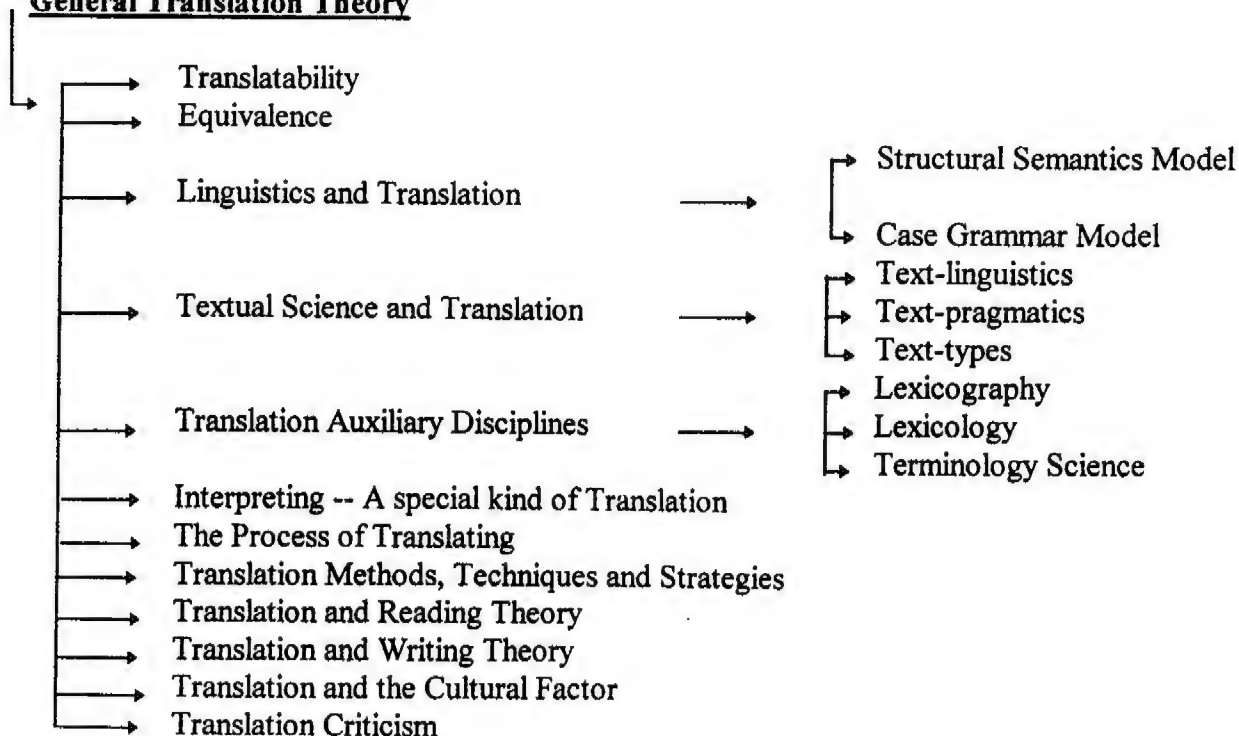 General Translation Theory
Translatability
Equivalence
Linguistics and Translation
Structural Semantics Model
Case Grammar Model
Textual Science and Translation
Text-linguistics
Text-pragmatics
Text-types
Translation Auxiliary Disciplines
Lexicography
Lexicology
Terminology Science
Interpreting -- A special kind of Translation
The Process of Translating
Translation Methods, Techniques and Strategies
Translation and Reading Theory
Translation and Writing Theory
Translation and the Cultural Factor
Translation Criticism